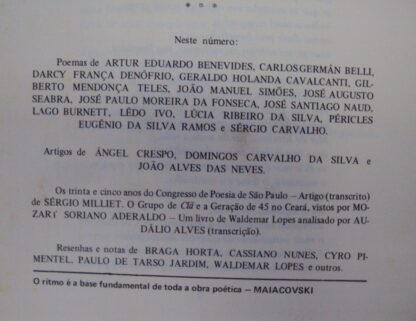 * * *
Neste número:
Poemas de ARTUR EDUARDO BENEVIDES, CARLOS GERMÁN BELLI,
DARCY FRANÇA DENÓFRIO, GERALDO HOLANDA CAVALCANTI, GIL-
BERTO MENDONÇA TELES, JOÃO MANUEL SIMÕES, JOSÉ AUGUSTO
SEABRA, JOSÉ PAULO MOREIRA DA FONSECA, JOSÉ SANTIAGO NAUD,
LAGO BURNETT, LÊDO IVO, LÚCIA RIBEIRO DA SILVA, PÉRICLES
EUGÊNIO DA SILVA RAMOS e SÉRGIO CARVALHO.
Artigos de ÁNGEL CRESPO, DOMINGOS CARVALHO DA SILVA e
JOÃO ALVES DAS NEVES.
Os trinta e cinco anos do Congresso de Poesia de São Paulo – Artigo (transcrito)
de SÉRGIO MILLIET. O Grupo de Clã e a Geração de 45 no Ceará, vistos por MO-
ZART SORIANO ADERALDO – Um livro de Waldemar Lopes analisado por AU-
DÁLIO ALVES (transcrição).
Resenhas e notas de BRAGA HORTA, CASSIANO NUNES, CYRO PI-
MENTEL, PAULO DE TARSO JARDIM, WALDEMAR LOPES e outros.
O ritmo é a base fundamental de toda a obra poética – MAIACOVSKI